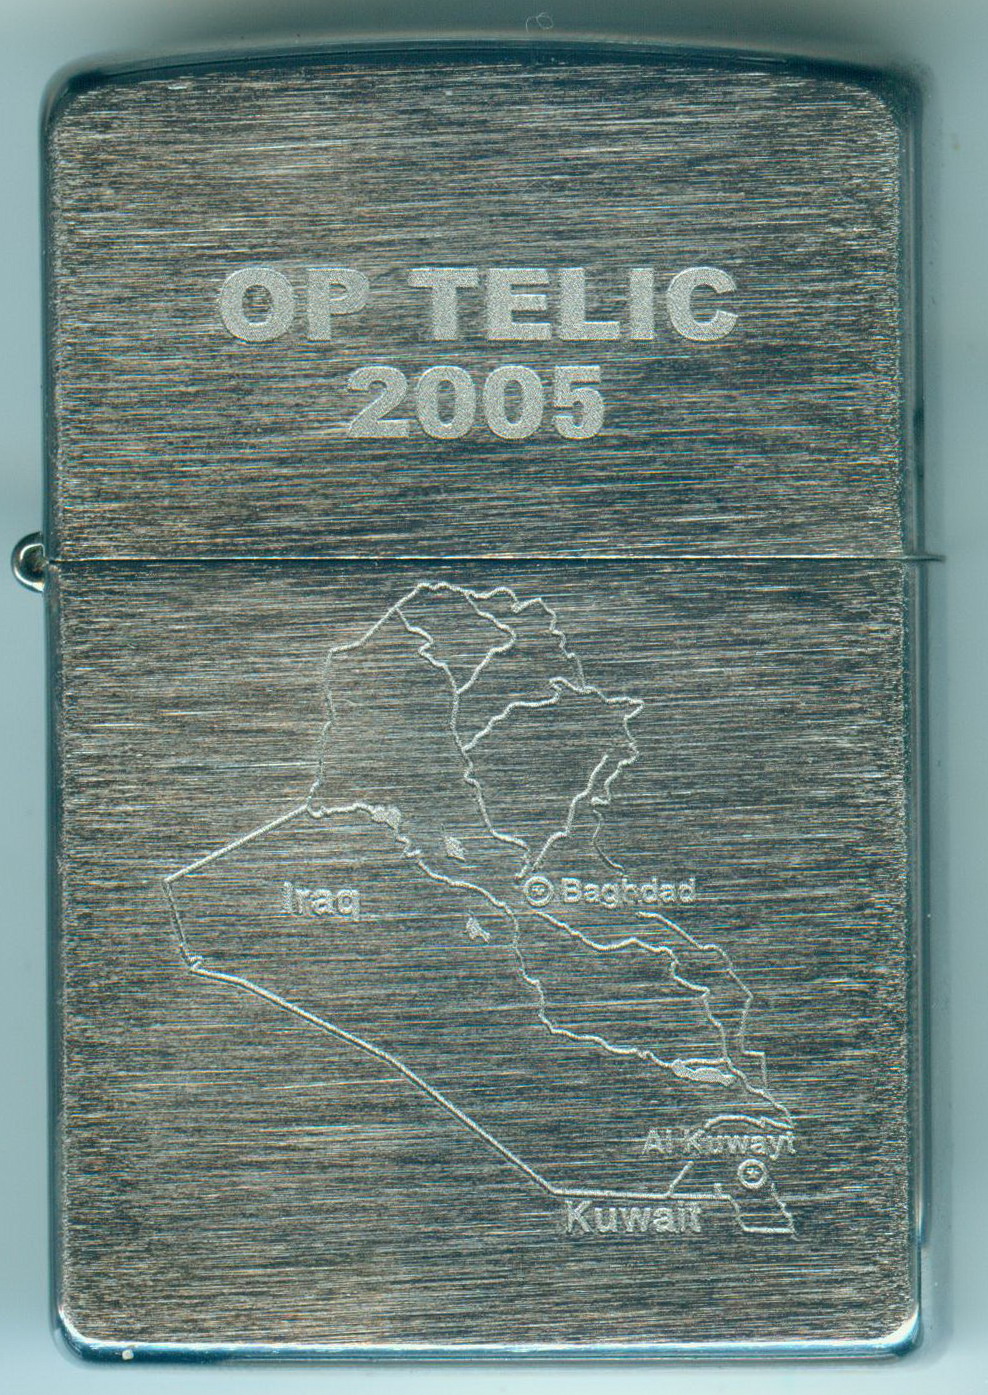 OP TELIC
2005
Iraq
Baghdad
Al Kuwayt
Kuwait